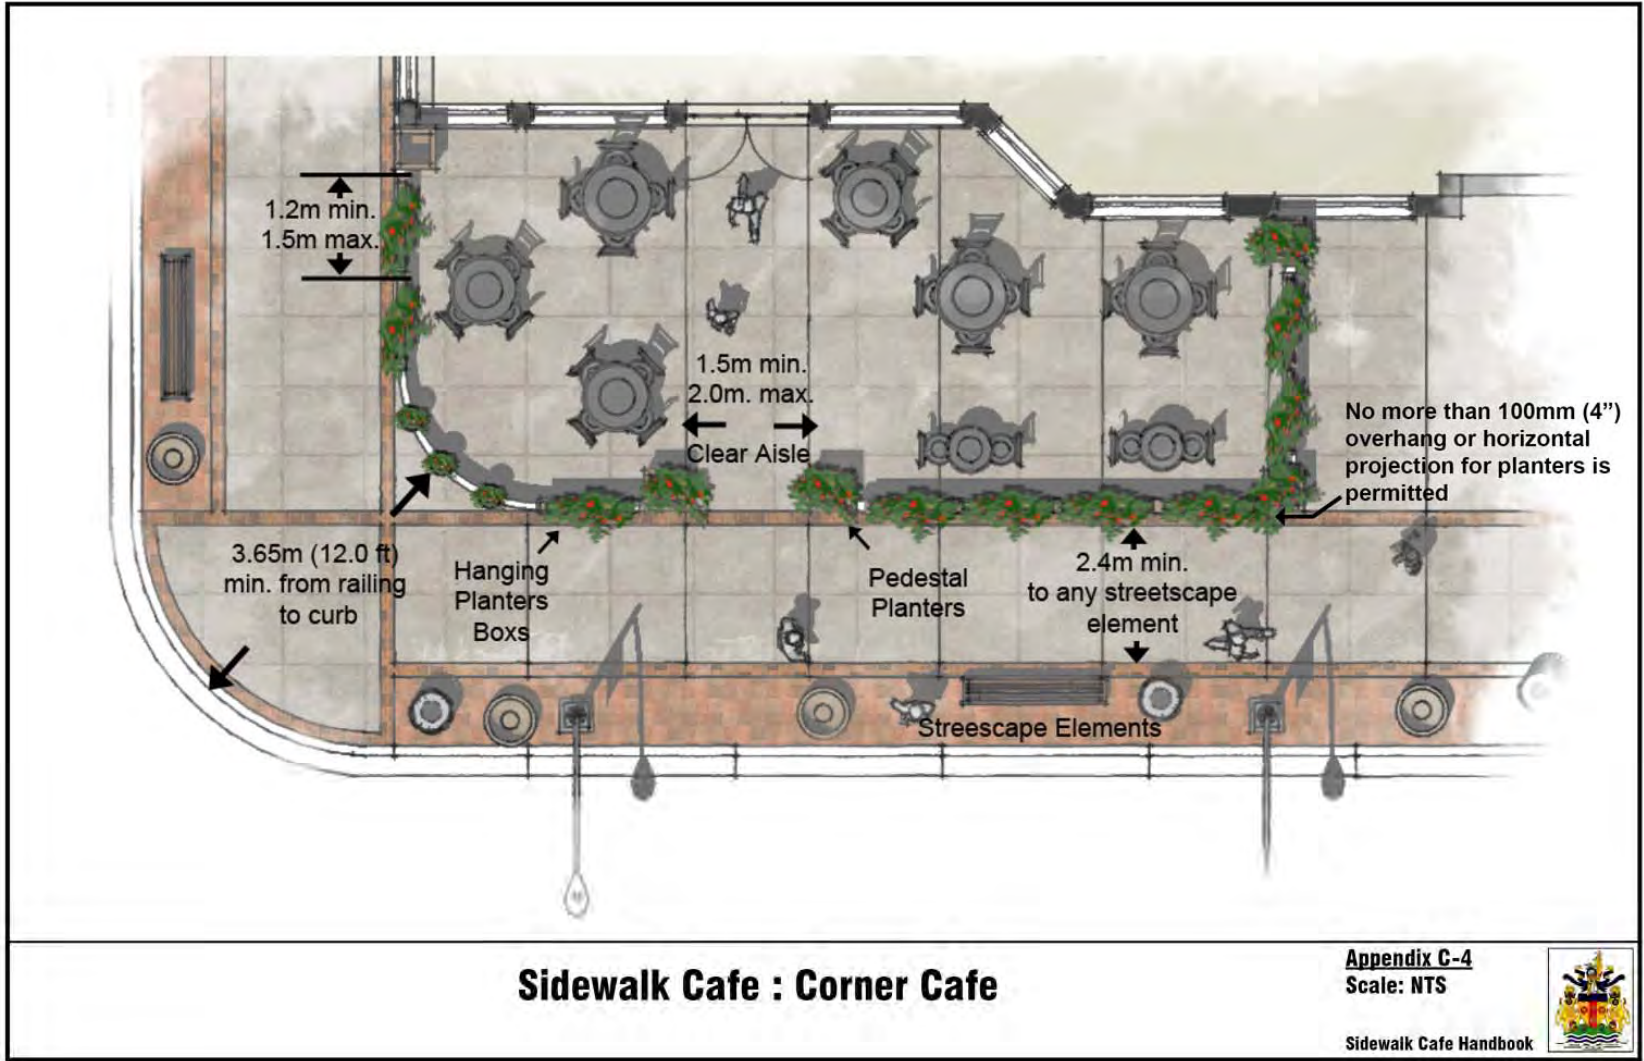 1.2m min.
1.5m max.
1.5m min.
2.0m. max.
Clear Aisle
No more than 100mm (4”)
overhang or horizontal
projection for planters is
permitted
3.65m (12.0 ft)
min. from railing
to curb
Hanging
Planters
Boxs
Pedestal
Planters
2.4m min.
to any streetscape
element
Streescape Elements
Sidewalk Cafe : Corner Cafe
Appendix C-4
Scale: NTS
Sidewalk Cafe Handbook